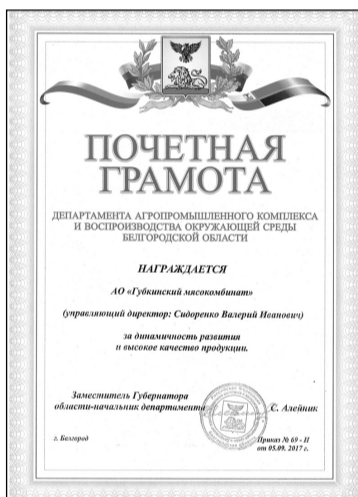 ПОЧЕТНАЯ
ГРАМОТА
ДЕПАРТАМЕНТА АГРОПРОМЫШЛЕННОГО КОМПЛЕКСА
И ВОСПРОИЗВОДСТВА ОКРУЖАЮЩЕЙ СРЕДЫ
БЕЛГОРОДСКОЙ ОБЛАСТИ
НАГРАЖДАЕТСЯ
АО «Губкинский мясокомбинат»
(управляющий директор: Сидоренко Валерий Иванович)
за динамичность развития
и высокое качество продукции.
Заместитель Губернатора
области-начальник департамента С. Алейник
г. Белгород
Приказ № 69 - П
от 05.09. 2017 г.